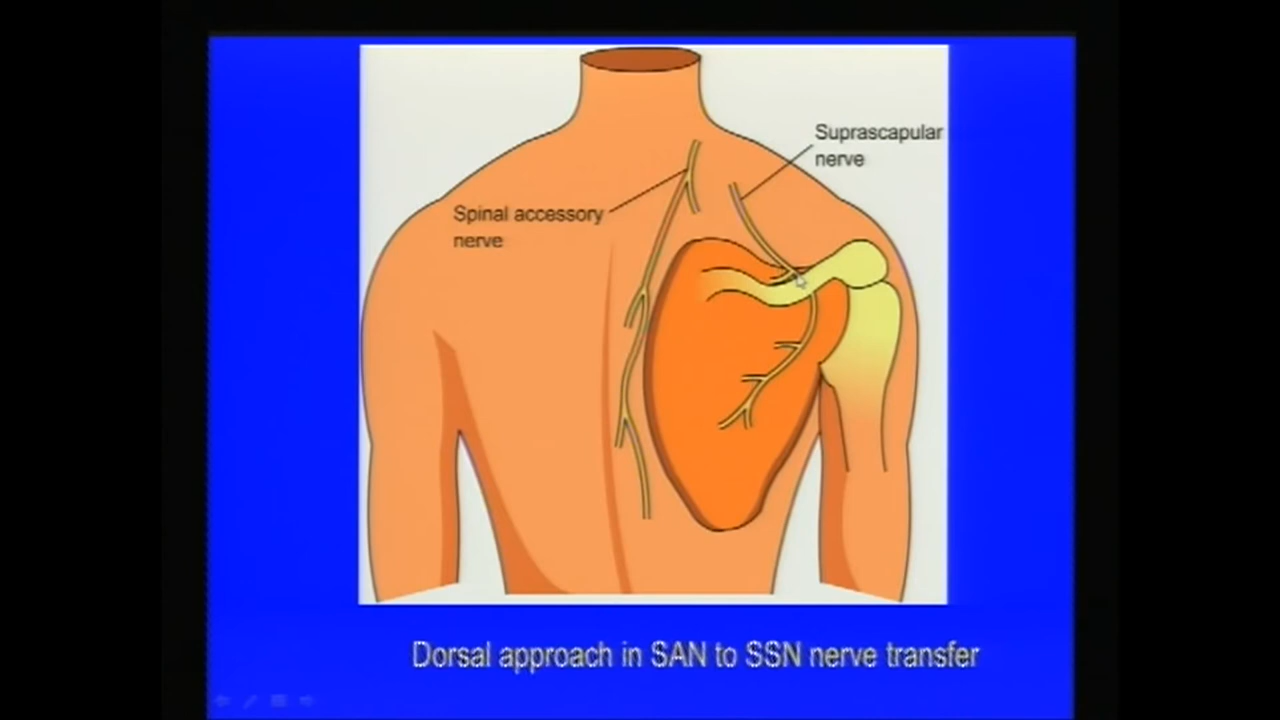 Suprascapular
nerve
Spinal accessory
nerve
Dorsal approach in SAN to SSN nerve transfer